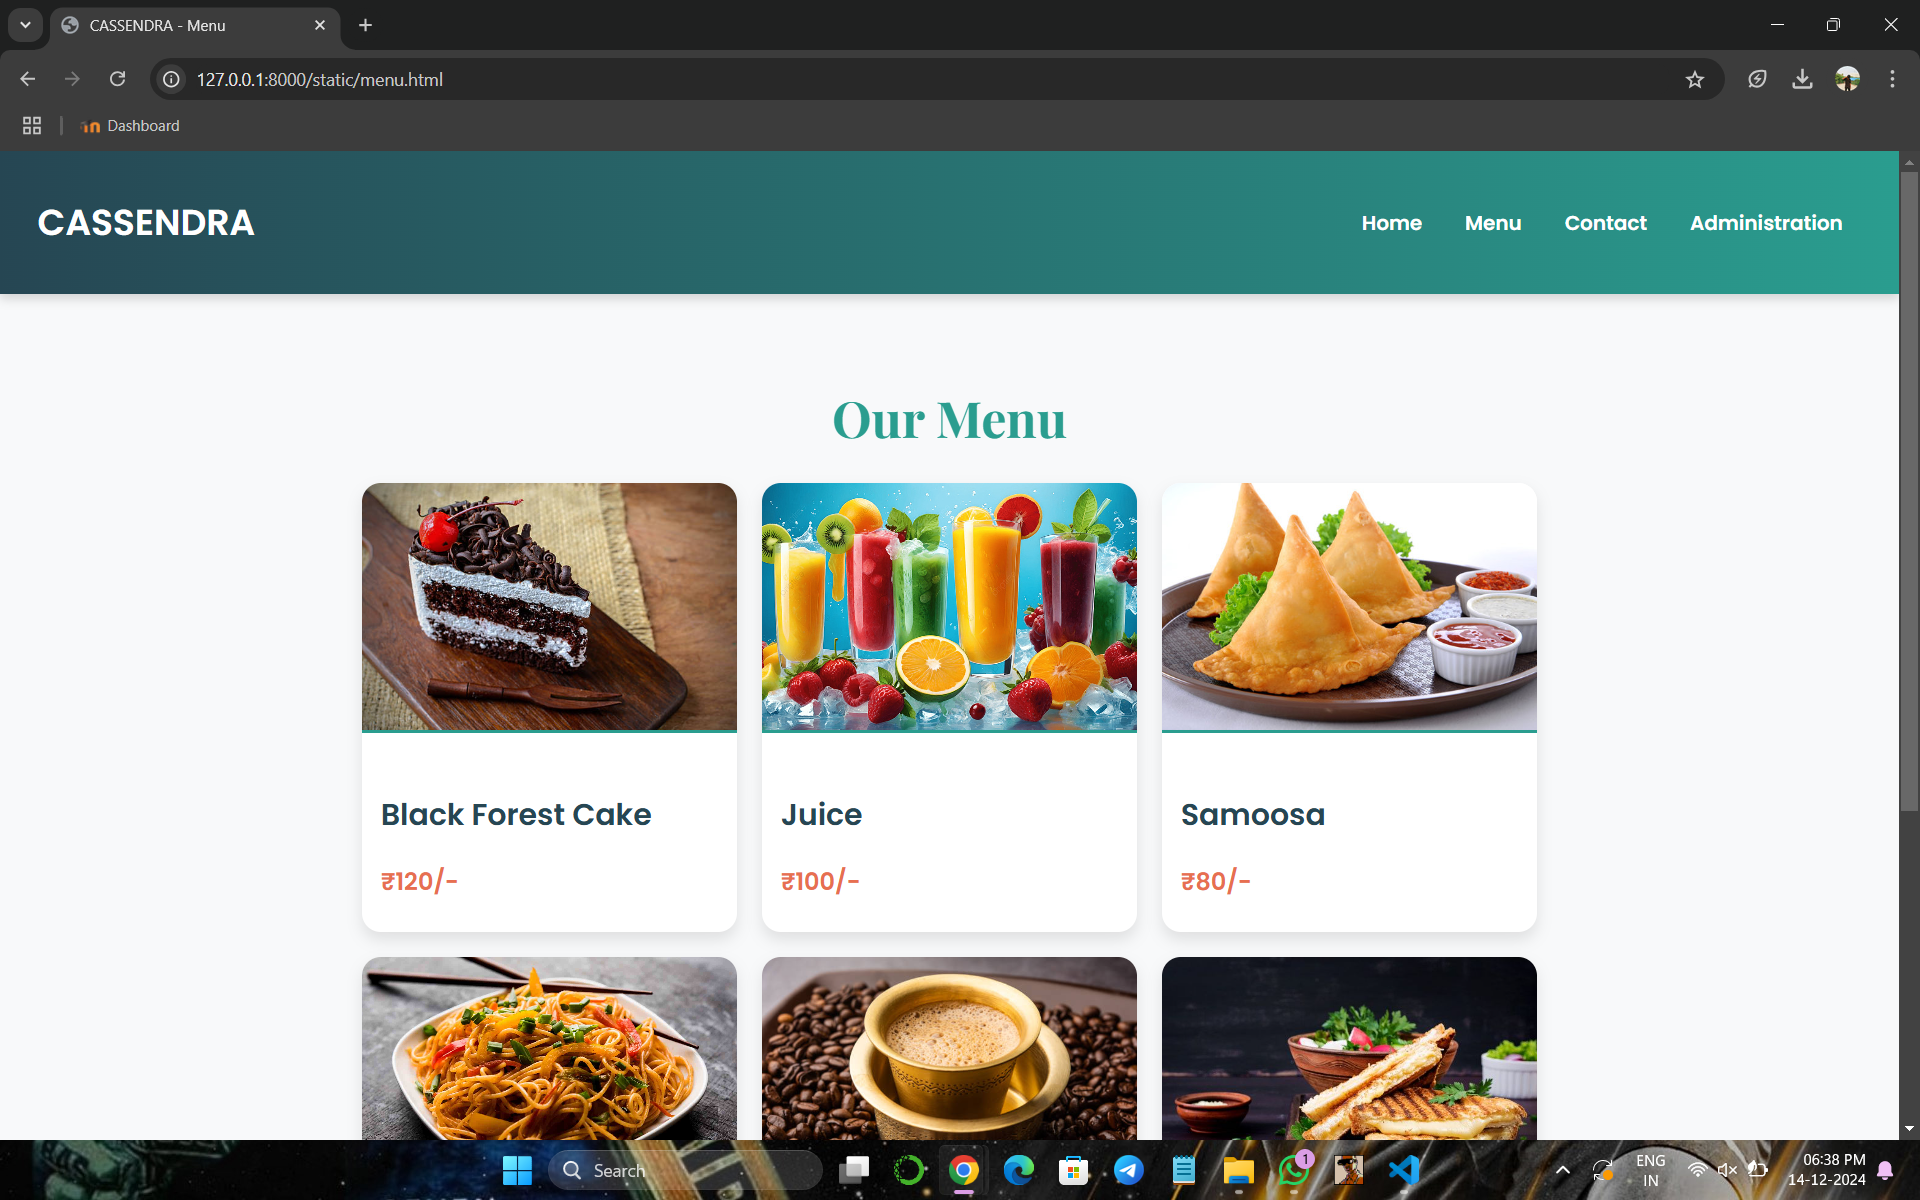 CASSENDRA - Menu
127.0.0.1:8000/static/menu.html
Dashboard
CASSENDRA
Home Menu Contact Administration
Our Menu
Black Forest Cake
₹120/-
Juice
₹100/-
Samoosa
₹80/-
Search
1
ENG
IN
06:38 PM
14-12-2024